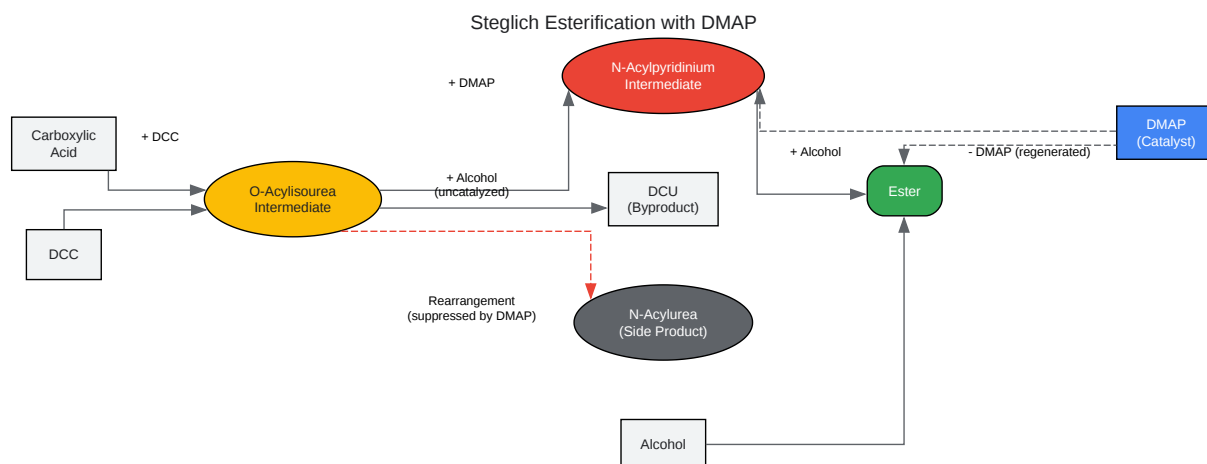 Steglich Esterification with DMAP
N-Acylpyridinium
Intermediate
+ DMAP
DMAP
(Catalyst)
Carboxylic
Acid
+ DCC
+ Alcohol
- DMAP (regenerated)
O-Acylisourea
Intermediate
+ Alcohol
(uncatalyzed)
DCU
(Byproduct)
Ester
DCC
Rearrangement
(suppressed by DMAP)
N-Acylurea
(Side Product)
Alcohol